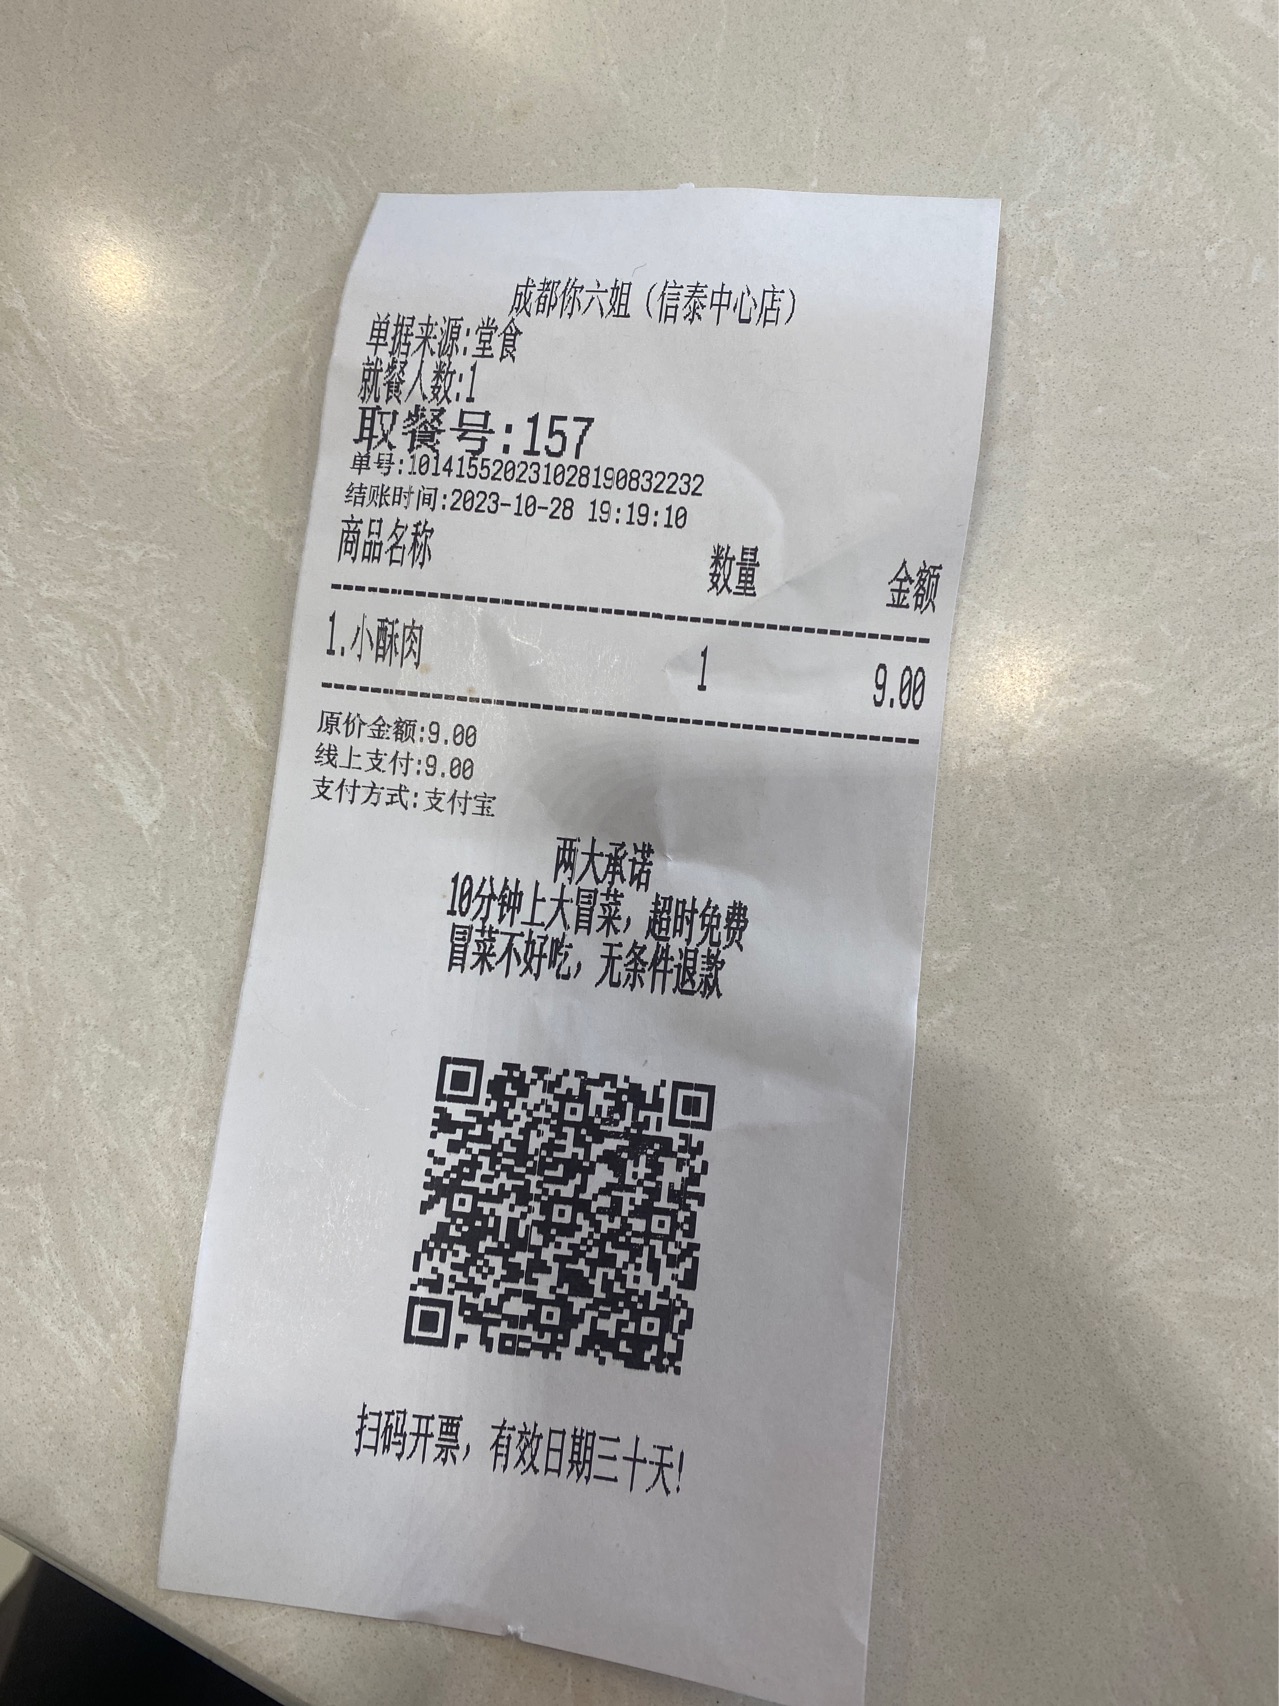 成都你六姐（信泰中心店）
单据来源:堂食
就餐人数:1
取餐号:157
单号:101415520231028190832232
结账时间:2023-10-28 19:19:10
商品名称 数量 金额
1.小酥肉 1 9.00
原价金额:9.00
线上支付:9.00
支付方式:支付宝
两大承诺
10分钟上大冒菜，超时免费
冒菜不好吃，无条件退款
扫码开票，有效日期三十天!